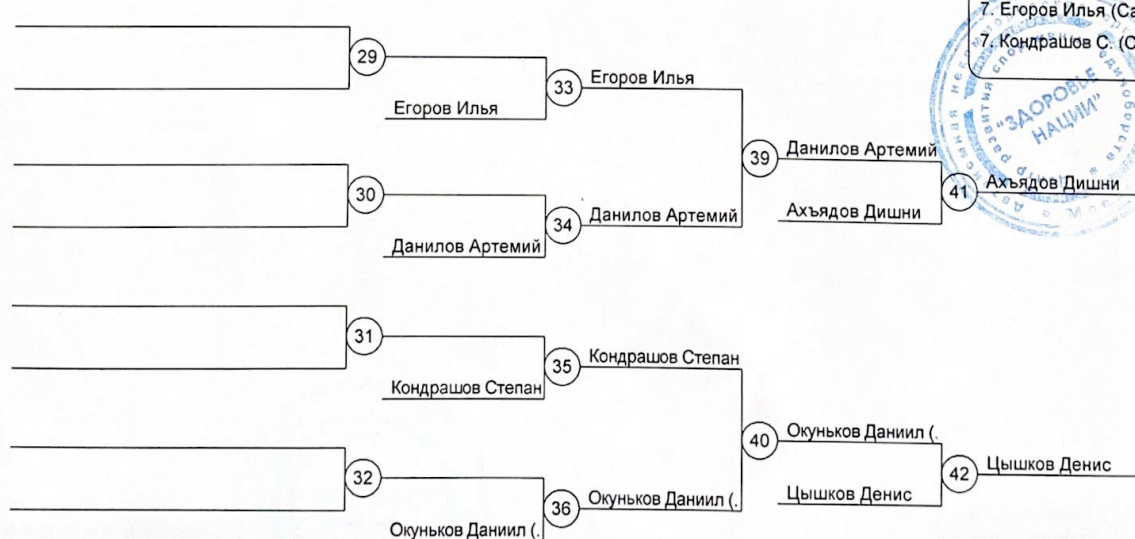 7. Егоров Илья (Са
7. Кондрашов С. (С
"ЗДОРОВЬЕ
НАЦИИ"
29
Егоров Илья
33
Егоров Илья
30
Данилов Артемий
34
Данилов Артемий
39
Данилов Артемий
Ахъядов Дишни
41
Ахъядов Дишни
31
Кондрашов Степан
35
Кондрашов Степан
32
Окуньков Даниил (.
36
Окуньков Даниил (.
40
Окуньков Даниил (.
Цышков Денис
42
Цышков Денис